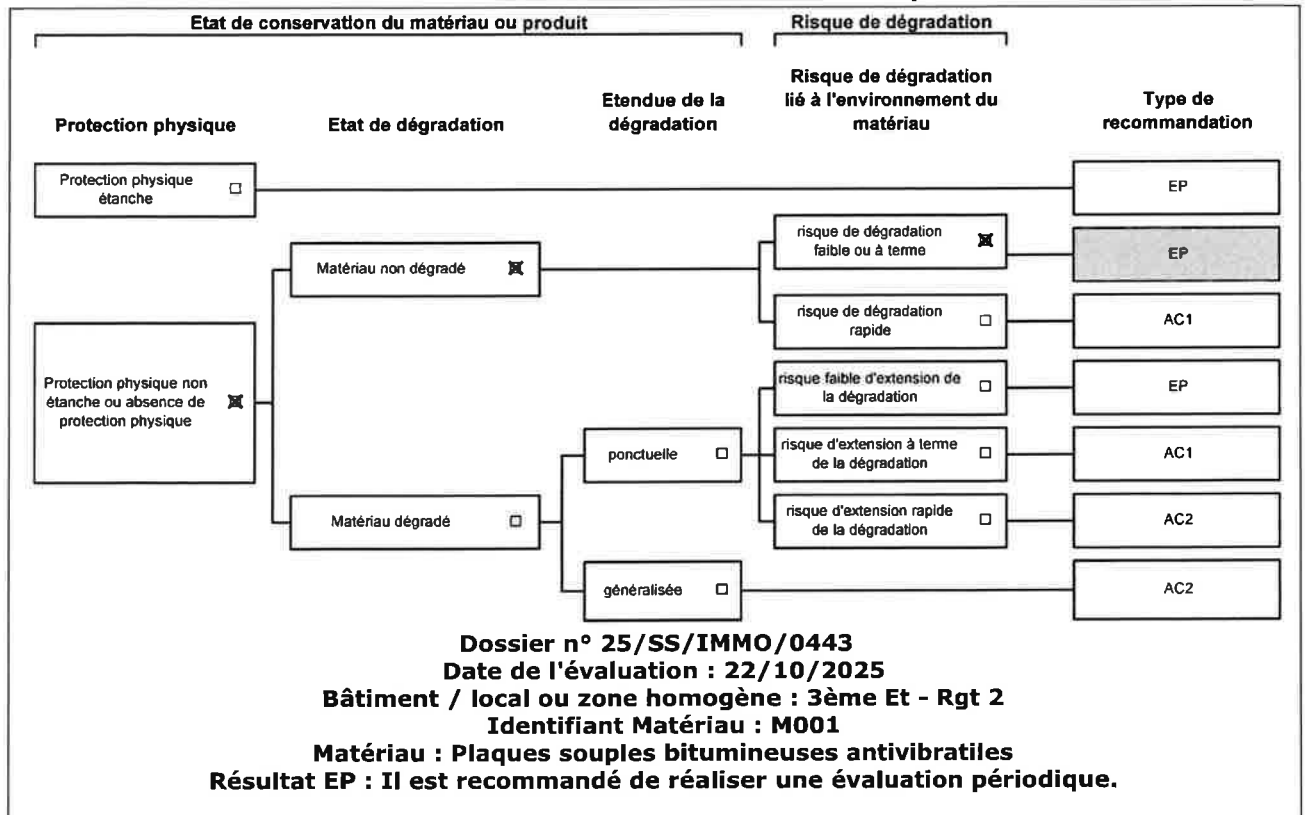 Etat de conservation du matériau ou produit
Risque de dégradation
Protection physique
Etat de dégradation
Etendue de la
dégradation
Risque de dégradation
lié à l'environnement du
matériau
Type de
recommandation
Protection physique
étanche
EP
risque de dégradation
faible ou à terme
EP
Matériau non dégradé
risque de dégradation
rapide
AC1
Protection physique non
étanche ou absence de
protection physique
risque faible d'extension de
la dégradation
EP
ponctuelle
risque d'extension à terme
de la dégradation
AC1
Matériau dégradé
risque d'extension rapide
de la dégradation
AC2
généralisée
AC2
Dossier n° 25/SS/IMMO/0443
Date de l'évaluation : 22/10/2025
Bâtiment / local ou zone homogène : 3ème Et - Rgt 2
Identifiant Matériau : M001
Matériau : Plaques souples bitumineuses antivibratiles
Résultat EP : Il est recommandé de réaliser une évaluation périodique.